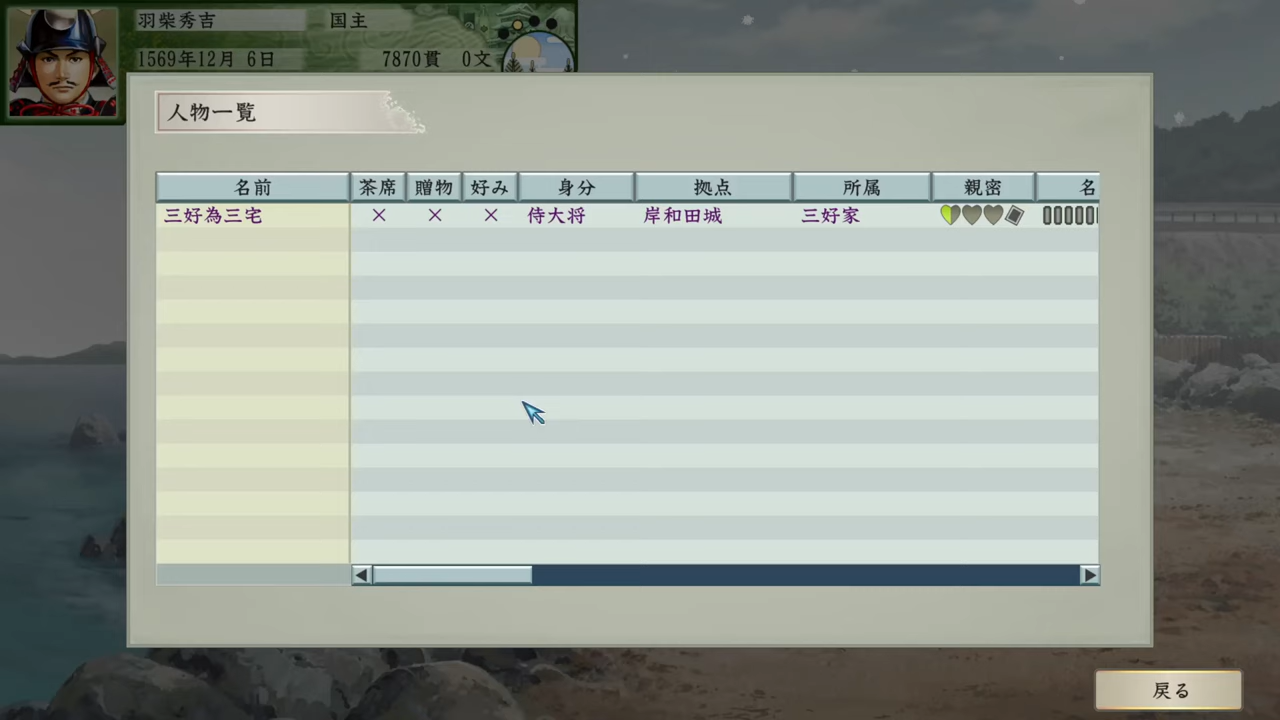 羽柴秀吉 国主
1569年12月 6日 7870貫 0文
人物一覧
名前 茶席 贈物 好み 身分 拠点 所属 親密 名
三好為三宅 × × × 侍大将 岸和田城 三好家
戻る